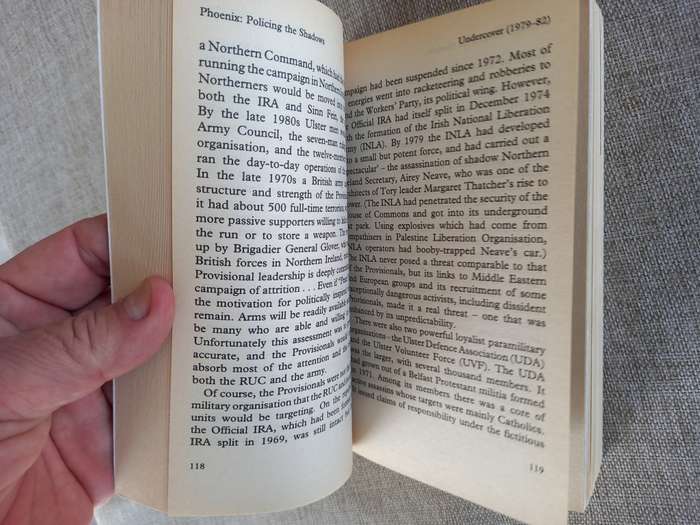 Phoenix: Policing the Shadows
a Northern Command, which had
running the campaign in Northern
Northerners would be moved
both the IRA and Sinn Fein,
By the late 1980s Ulster men
Army Council, the seven-man
organisation, and the twelve-
ran the day-to-day operations of
In the late 1970s a British army
structure and strength of the Provisional
it had about 500 full-time terrorists,
more passive supporters willing to
the run or to store a weapon. The
up by Brigadier General Glover,
British forces in Northern Ireland,
Provisional leadership is deeply
campaign of attrition . . . Even if
the motivation for politically
remain. Arms will be readily available
be many who are able and willing
Unfortunately this assessment was
accurate, and the Provisionals would
absorb most of the attention and
both the RUC and the army.
Of course, the Provisionals were
military organisation that the RUC and
units would be targeting. On the
the Official IRA, which had been
IRA split in 1969, was still intact
118
Undercover (1979–82)
campaign had been suspended since 1972. Most of
energies went into racketeering and robberies to
the Workers' Party, its political wing. However,
Official IRA had itself split in December 1974
the formation of the Irish National Liberation
Army (INLA). By 1979 the INLA had developed
a small but potent force, and had carried out a
spectacular' – the assassination of shadow Northern
Ireland Secretary, Airey Neave, who was one of the
architects of Tory leader Margaret Thatcher's rise to
power. (The INLA had penetrated the security of the
House of Commons and got into its underground
park. Using explosives which had come from
sympathisers in Palestine Liberation Organisation,
INLA operators had booby-trapped Neave's car.)
INLA never posed a threat comparable to that
of the Provisionals, but its links to Middle Eastern
and European groups and its recruitment of some
exceptionally dangerous activists, including dissident
Provisionals, made it a real threat – one that was
enhanced by its unpredictability.
There were also two powerful loyalist paramilitary
organisations – the Ulster Defence Association (UDA)
and the Ulster Volunteer Force (UVF). The UDA
was the larger, with several thousand members. It
had grown out of a Belfast Protestant militia formed
in 1971. Among its members there was a core of
assassins whose targets were mainly Catholics.
issued claims of responsibility under the fictitious
119